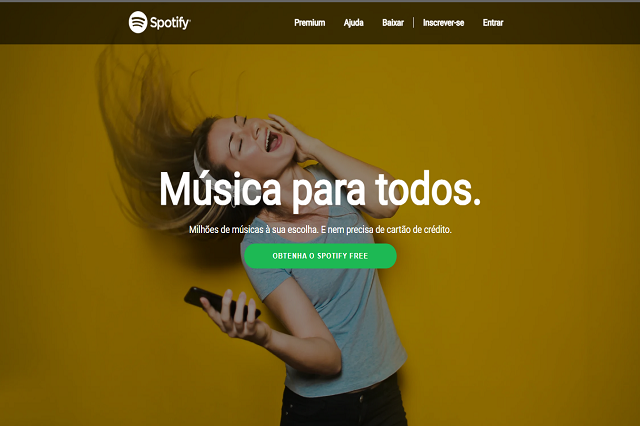 Spotify
Premium Ajuda Baixar Inscrever-se Entrar
Música para todos.
Milhões de músicas à sua escolha. E nem precisa de cartão de crédito.
OBTENHA O SPOTIFY FREE